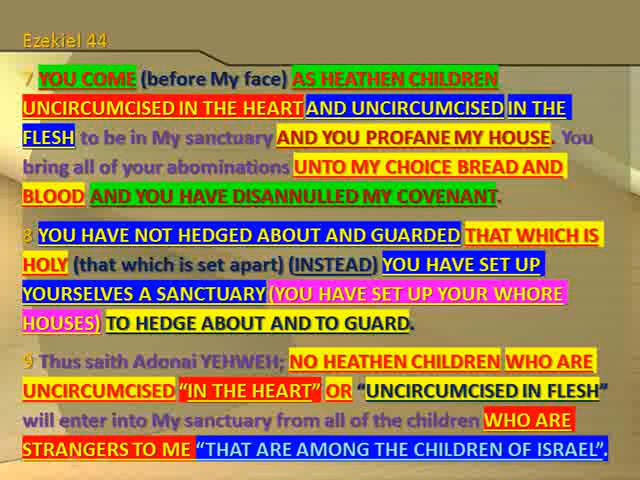 Ezekiel 44
7 YOU COME (before My face) AS HEATHEN CHILDREN
UNCIRCUMCISED IN THE HEART AND UNCIRCUMCISED IN THE
FLESH to be in My sanctuary AND YOU PROFANE MY HOUSE. You
bring all of your abominations UNTO MY CHOICE BREAD AND
BLOOD AND YOU HAVE DISANNULLED MY COVENANT.
8 YOU HAVE NOT HEDGED ABOUT AND GUARDED THAT WHICH IS
HOLY (that which is set apart) (INSTEAD) YOU HAVE SET UP
YOURSELVES A SANCTUARY (YOU HAVE SET UP YOUR WHORE
HOUSES) TO HEDGE ABOUT AND TO GUARD.
9 Thus saith Adonai YEHWEH; NO HEATHEN CHILDREN WHO ARE
UNCIRCUMCISED “IN THE HEART” OR “UNCIRCUMCISED IN FLESH”
will enter into My sanctuary from all of the children WHO ARE
STRANGERS TO ME “THAT ARE AMONG THE CHILDREN OF ISRAEL”.